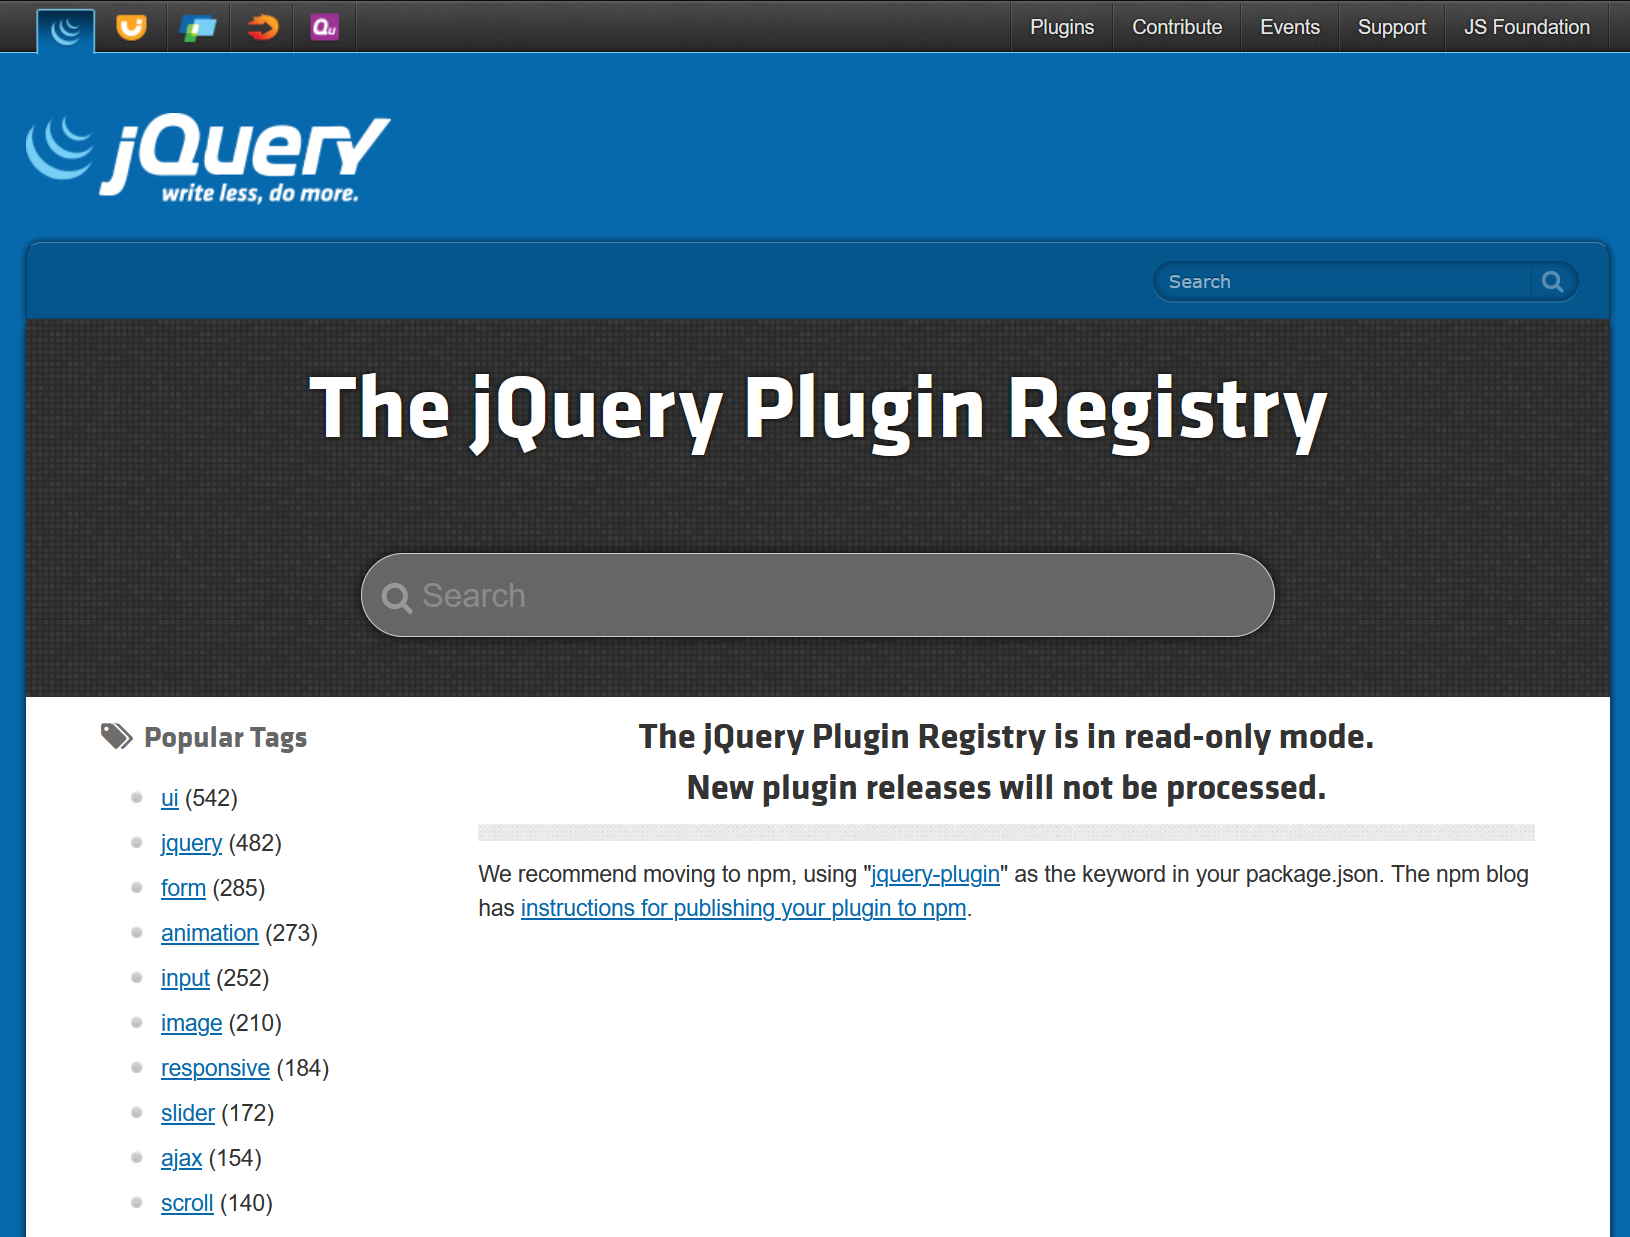 Plugins Contribute Events Support JS Foundation
jQuery
write less, do more.
Search
The jQuery Plugin Registry
Search
Popular Tags
ui (542)
jquery (482)
form (285)
animation (273)
input (252)
image (210)
responsive (184)
slider (172)
ajax (154)
scroll (140)
The jQuery Plugin Registry is in read-only mode.
New plugin releases will not be processed.
We recommend moving to npm, using "jquery-plugin" as the keyword in your package.json. The npm blog
has instructions for publishing your plugin to npm.